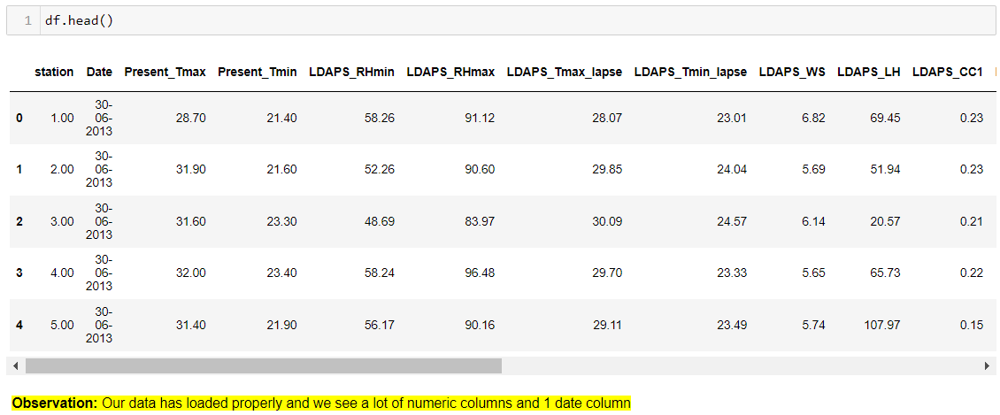 1 df.head()
station Date Present_Tmax Present_Tmin LDAPS_RHmin LDAPS_RHmax LDAPS_Tmax_lapse LDAPS_Tmin_lapse LDAPS_WS LDAPS_LH LDAPS_CC1
0 1.00 30-06-2013 28.70 21.40 58.26 91.12 28.07 23.01 6.82 69.45 0.23
1 2.00 30-06-2013 31.90 21.60 52.26 90.60 29.85 24.04 5.69 51.94 0.23
2 3.00 30-06-2013 31.60 23.30 48.69 83.97 30.09 24.57 6.14 20.57 0.21
3 4.00 30-06-2013 32.00 23.40 58.24 96.48 29.70 23.33 5.65 65.73 0.22
4 5.00 30-06-2013 31.40 21.90 56.17 90.16 29.11 23.49 5.74 107.97 0.15
Observation: Our data has loaded properly and we see a lot of numeric columns and 1 date column